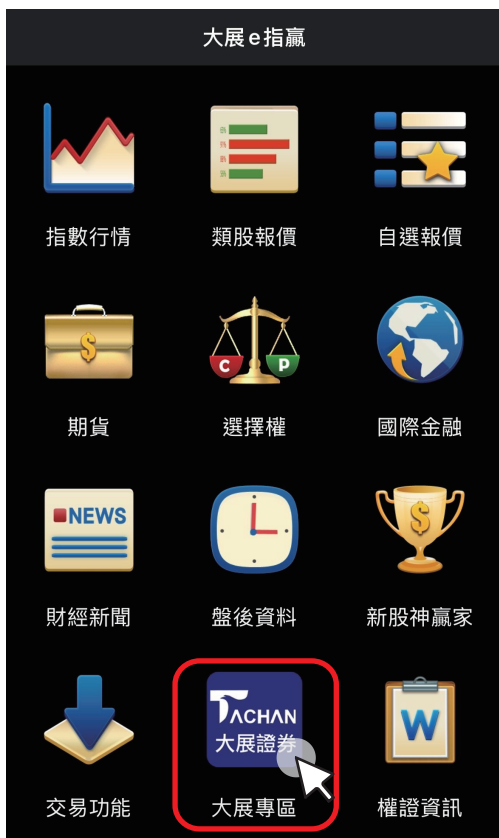 大展e指贏
指數行情 類股報價 自選報價
$
C P
期貨 選擇權 國際金融
NEWS
$
財經新聞 盤後資料 新股神贏家
TACHAN
大展證券
W
交易功能 大展專區 權證資訊